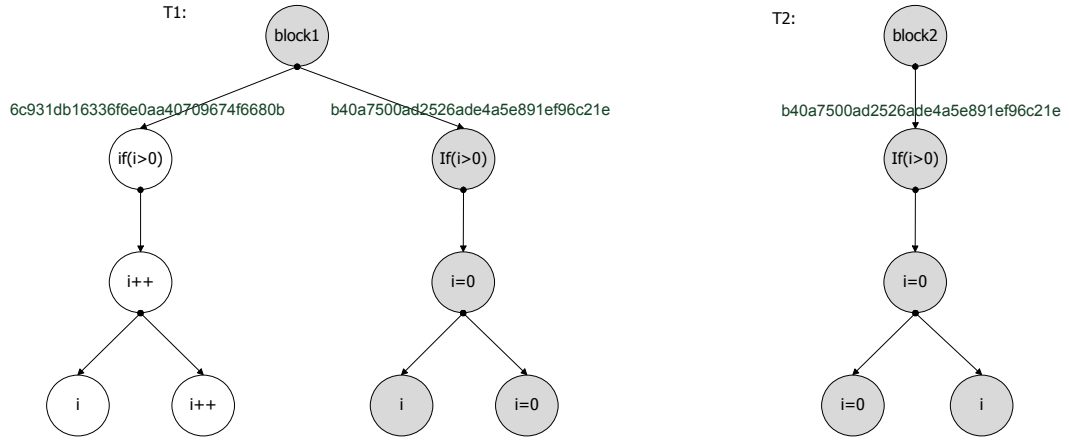 T1:
block1
T2:
block2
6c931db16336f6e0aa40709674f6680b
b40a7500ad2526ade4a5e891ef96c21e
b40a7500ad2526ade4a5e891ef96c21e
if(i>0)
If(i>0)
If(i>0)
i++
i=0
i=0
i
i++
i
i=0
i=0
i